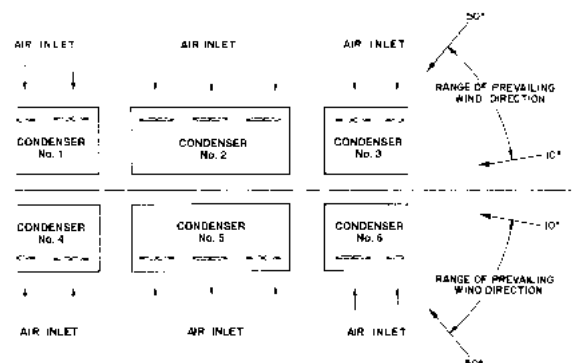 AIR INLET
AIR INLET
AIR INLET
50°
RANGE OF PREVAILING
WIND DIRECTION
CONDENSER
No. 1
CONDENSER
No. 2
CONDENSER
No. 3
10°
CONDENSER
No. 4
CONDENSER
No. 5
CONDENSER
No. 6
10°
RANGE OF PREVAILING
WIND DIRECTION
AIR INLET
AIR INLET
AIR INLET
50°